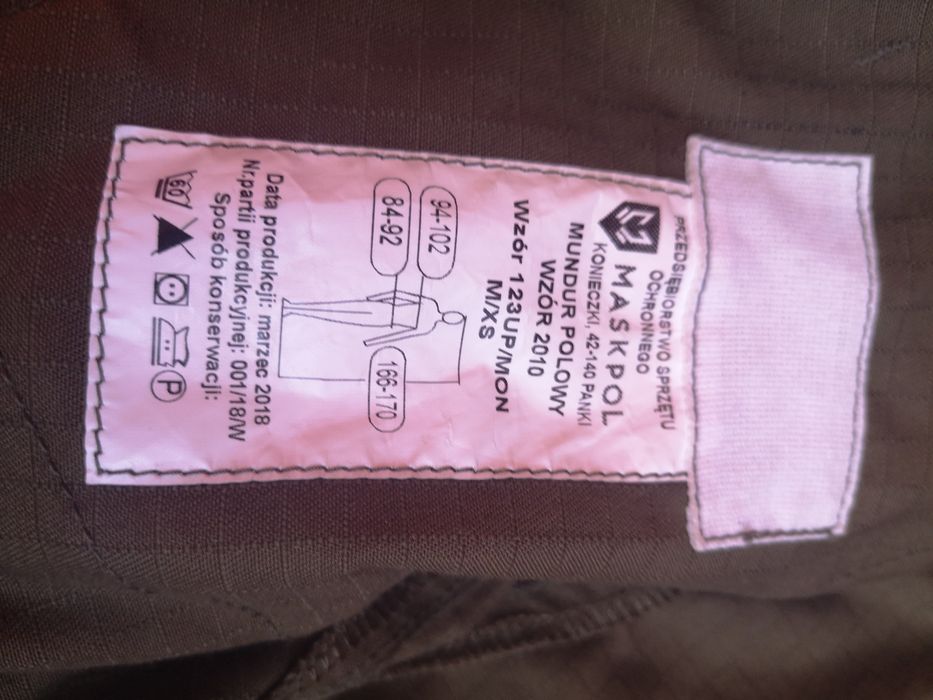 PRZEDSIĘBIORSTWO SPRZĘTU
OCHRONNEGO
MASKPOL
KONIECZKI, 42-140 PANKI
MUNDUR POLOWY
WZÓR 2010
Wzór 123UP/MON
M/XS
94-102
84-92
166-170
Data produkcji: marzec 2018
Nr.partii produkcyjnej: 001/18/W
Sposób konserwacji:
60
P